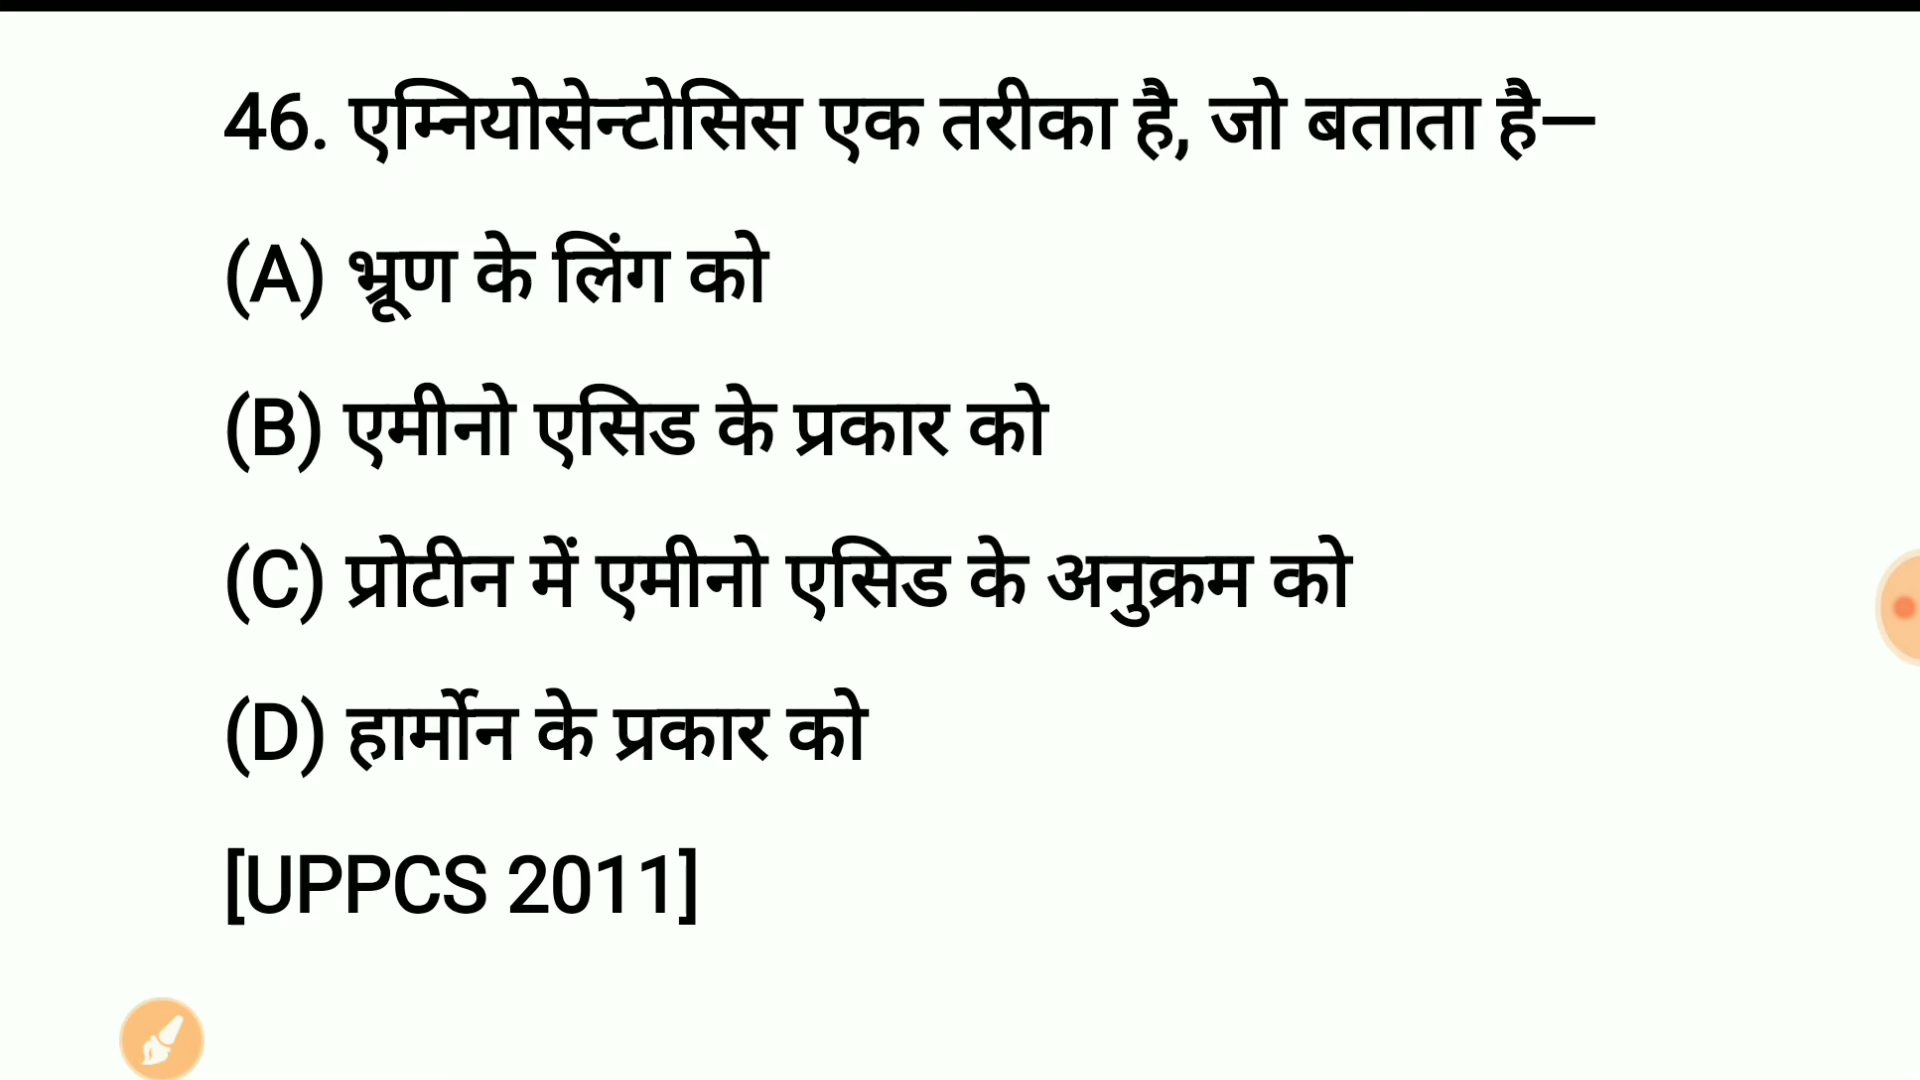 46. एम्नियोसेन्टोसिस एक तरीका है, जो बताता है—
(A) भ्रूण के लिंग को
(B) एमीनो एसिड के प्रकार को
(C) प्रोटीन में एमीनो एसिड के अनुक्रम को
(D) हार्मोन के प्रकार को
[UPPCS 2011]